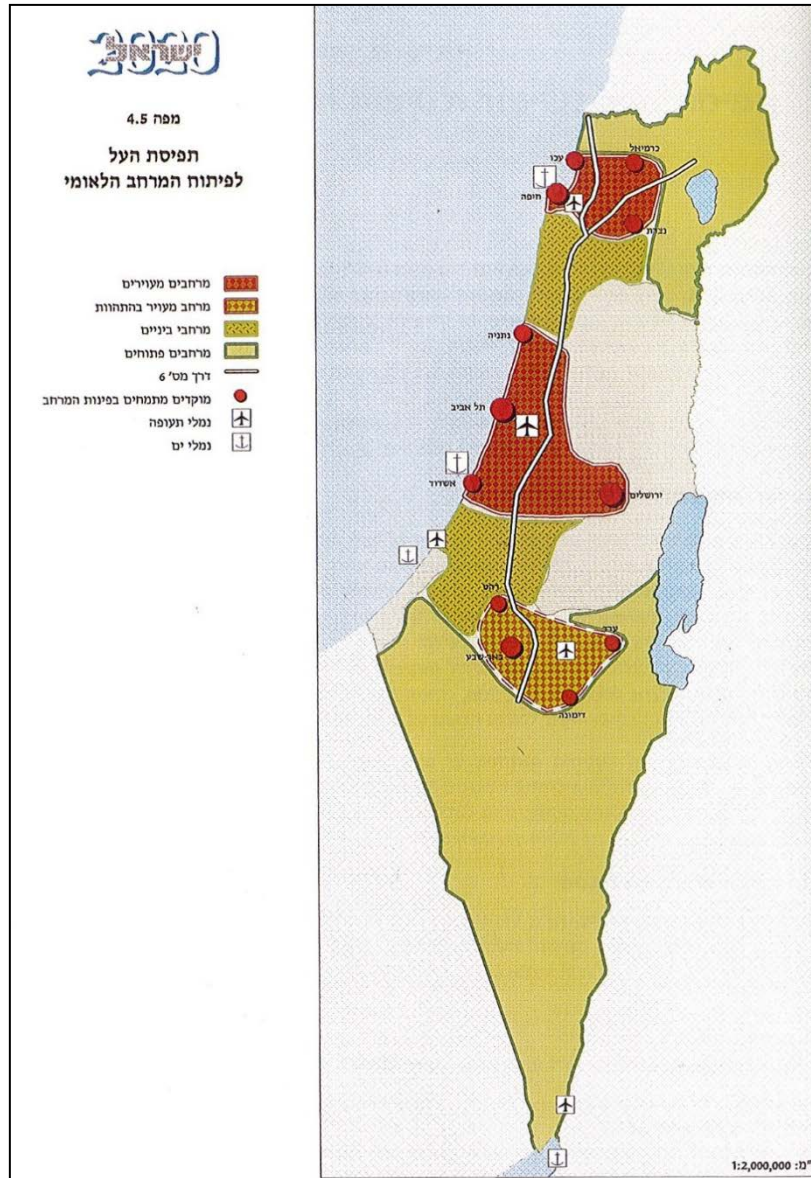 ישראל
2020
מפה 4.5
תפיסת העל
לפיתוח המרחב הלאומי
מרחבים מעוירים
מרחב מעויר בהתהוות
מרחבי ביניים
מרחבים פתוחים
דרך מס' 6
מוקדים מתמחים בפינות המרחב
נמלי תעופה
נמלי ים
עכו
כרמיאל
חיפה
נצרת
נתניה
תל אביב
אשדוד
ירושלים
רהט
ערד
באר-שבע
דימונה
1:2,000,000